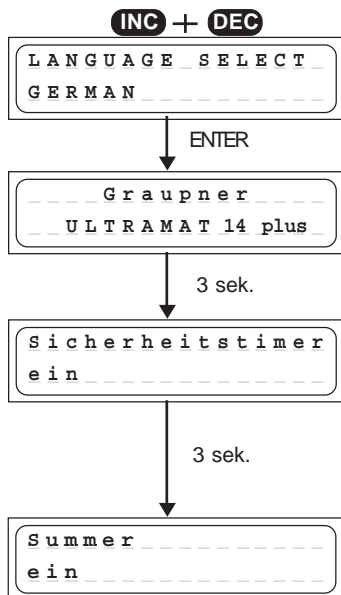 INC + DEC
LANGUAGE SELECT
GERMAN
ENTER
Graupner
ULTRAMAT 14 plus
3 sek.
Sicherheitstimer
ein
3 sek.
Summer
ein